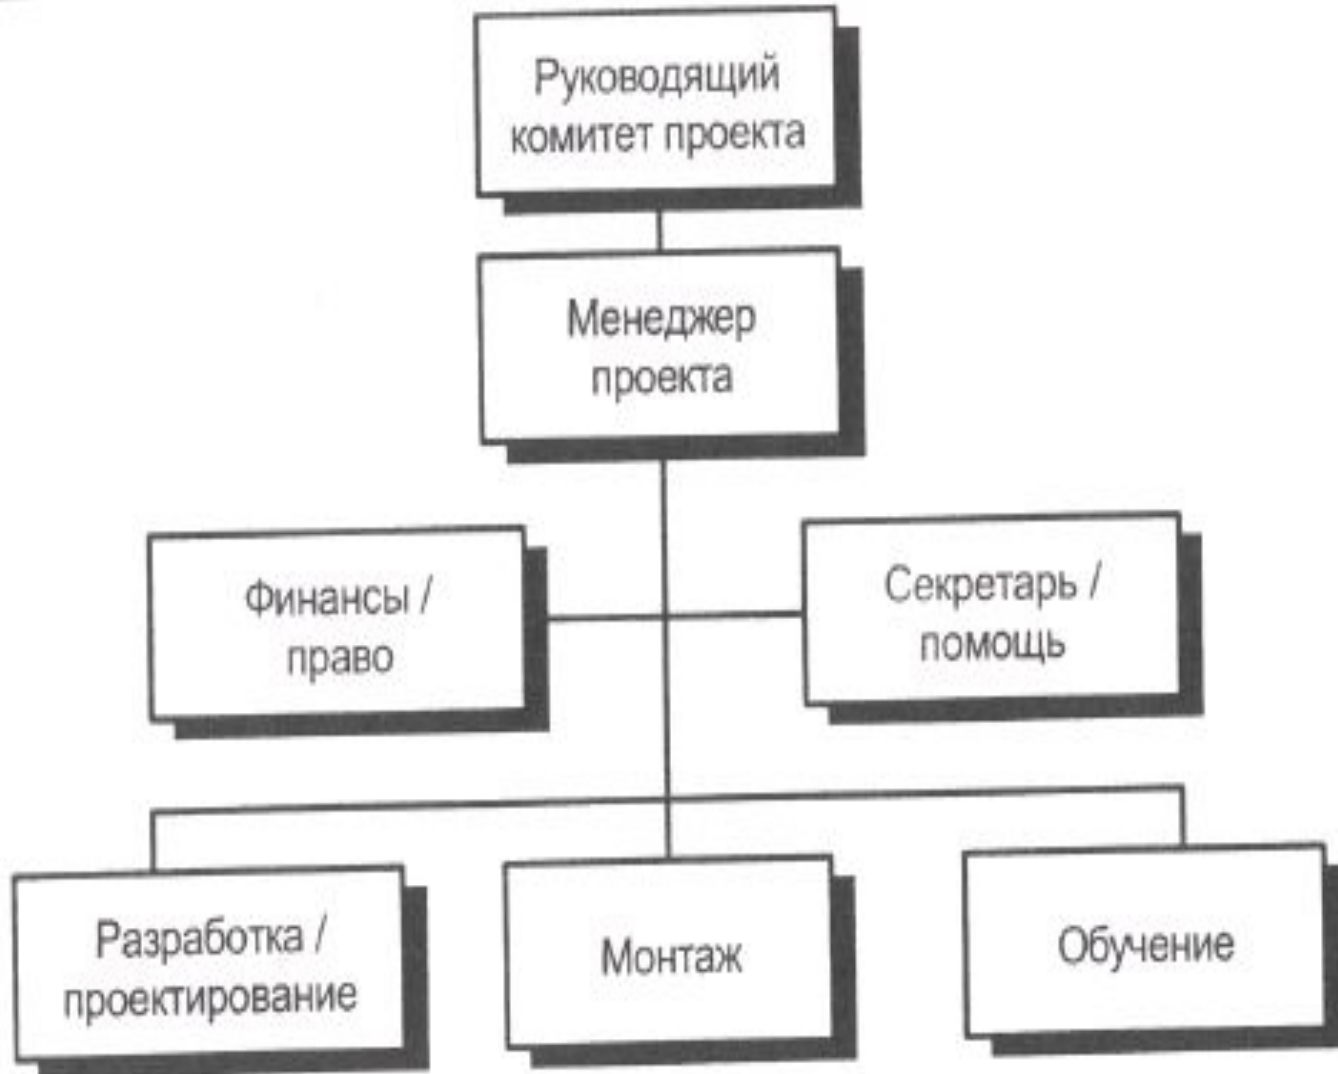 Руководящий
комитет проекта
Менеджер
проекта
Финансы /
право
Секретарь /
помощь
Разработка /
проектирование
Монтаж
Обучение